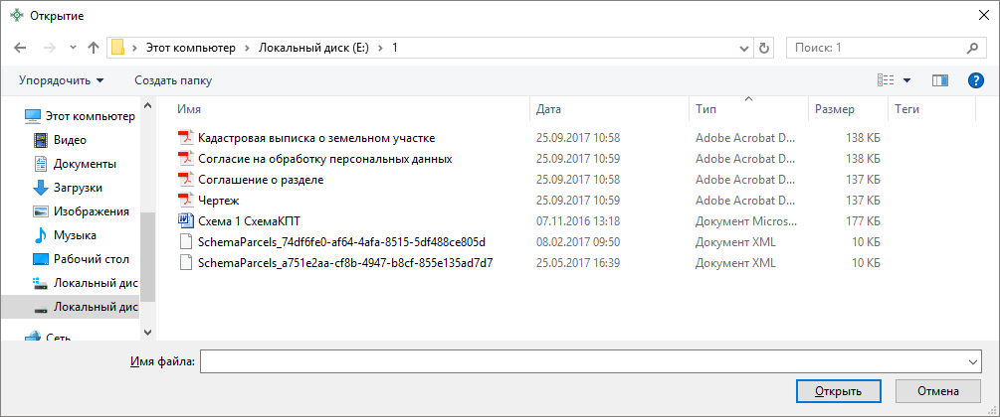 Открытие
Этот компьютер > Локальный диск (E:) > 1
Поиск: 1
Упорядочить
Создать папку
Этот компьютер
Видео
Документы
Загрузки
Изображения
Музыка
Рабочий стол
Локальный дис
Локальный дис
Сеть
Имя Дата Тип Размер Теги
Кадастровая выписка о земельном участке 25.09.2017 10:58 Adobe Acrobat D... 138 КБ
Согласие на обработку персональных данных 25.09.2017 10:59 Adobe Acrobat D... 138 КБ
Соглашение о разделе 25.09.2017 10:58 Adobe Acrobat D... 137 КБ
Чертеж 25.09.2017 10:59 Adobe Acrobat D... 137 КБ
Схема 1 СхемаКПТ 07.11.2016 13:18 Документ Micros... 177 КБ
SchemaParcels_74df6fe0-af64-4afa-8515-5df488ce805d 08.02.2017 09:50 Документ XML 10 КБ
SchemaParcels_a751e2aa-cf8b-4947-b8cf-855e135ad7d7 25.05.2017 16:39 Документ XML 10 КБ
Имя файла:
Открыть
Отмена